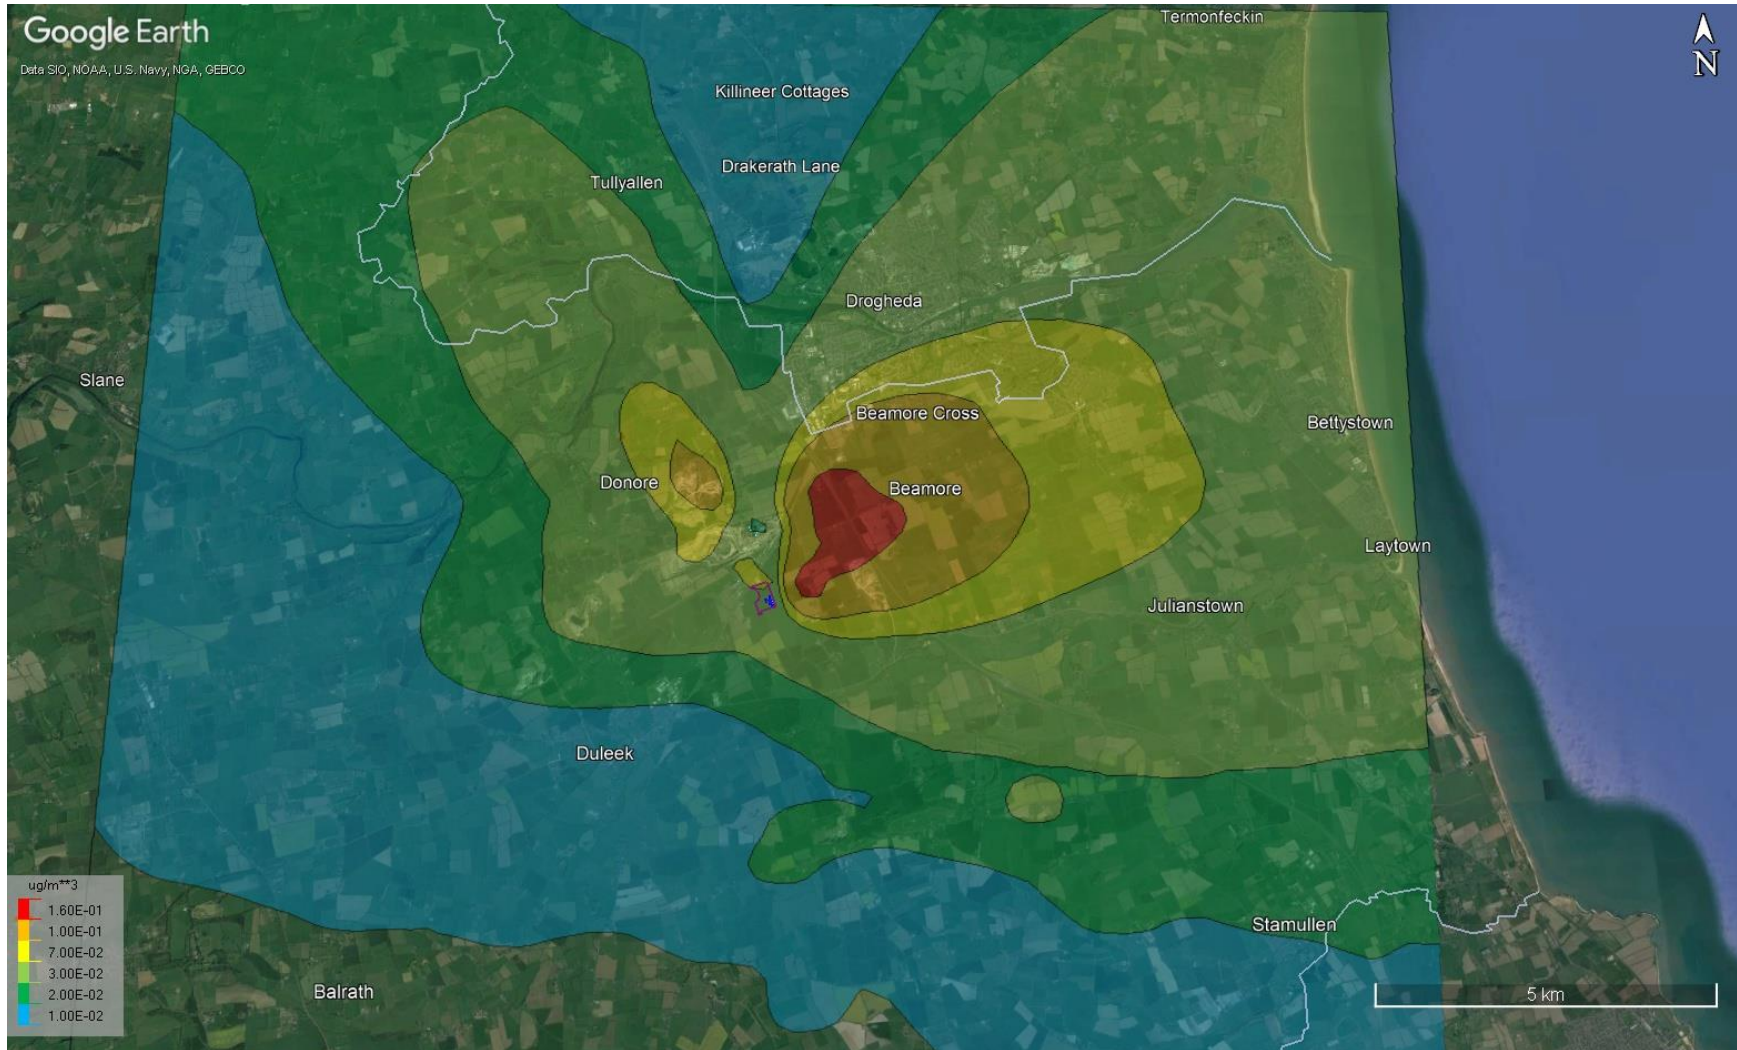 Google Earth
Data SIO, NOAA, U.S. Navy, NGA, GEBCO
Termonfeckin
N
Killineer Cottages
Drakerath Lane
Tullyallen
Drogheda
Slane
Beamore Cross
Bettystown
Donore
Beamore
Laytown
Julianstown
Duleek
Stamullen
Balrath
ug/m**3
1.60E-01
1.00E-01
7.00E-02
3.00E-02
2.00E-02
1.00E-02
5 km